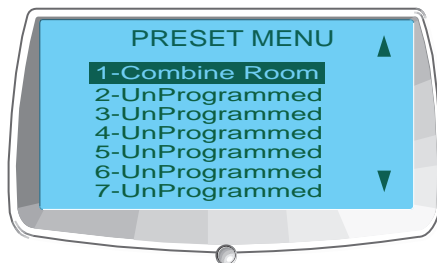 PRESET MENU
1-Combine Room
2-UnProgrammed
3-UnProgrammed
4-UnProgrammed
5-UnProgrammed
6-UnProgrammed
7-UnProgrammed